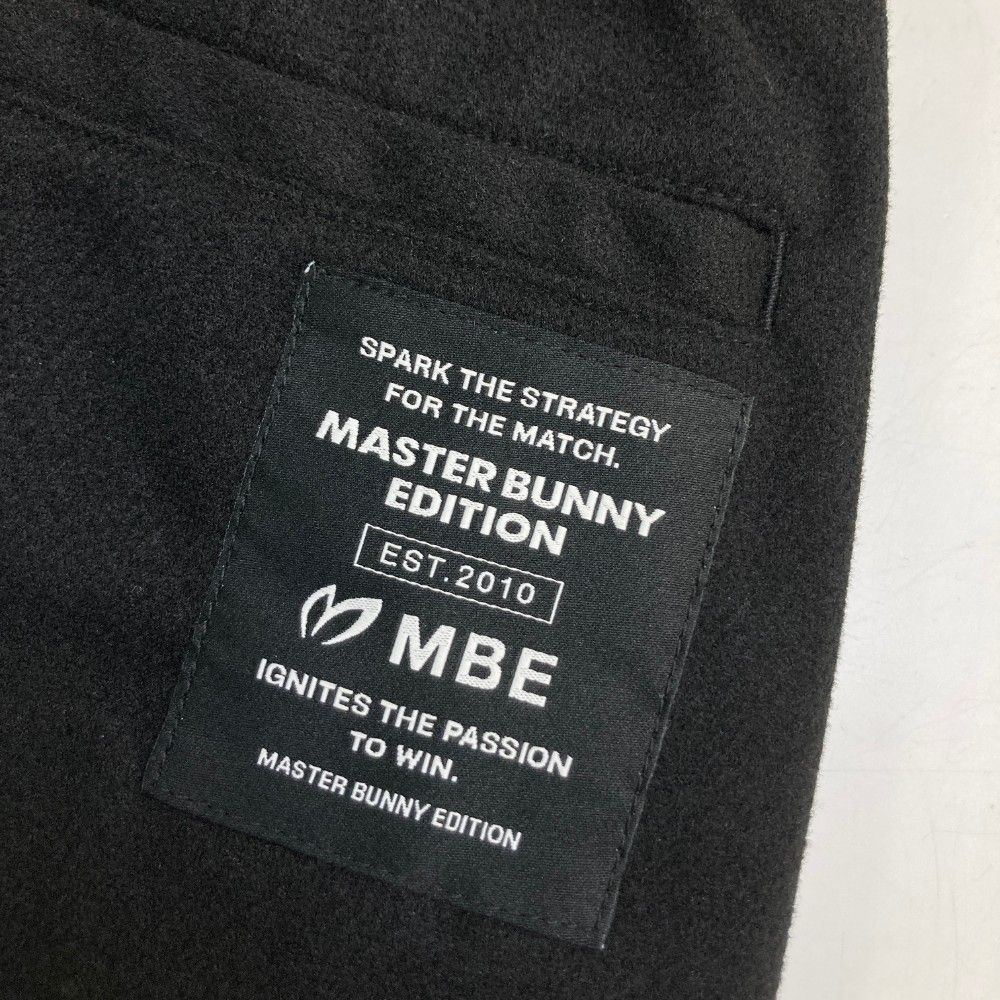 SPARK THE STRATEGY
FOR THE MATCH.
MASTER BUNNY
EDITION
EST.2010
MBE
IGNITES THE PASSION
TO WIN.
MASTER BUNNY EDITION